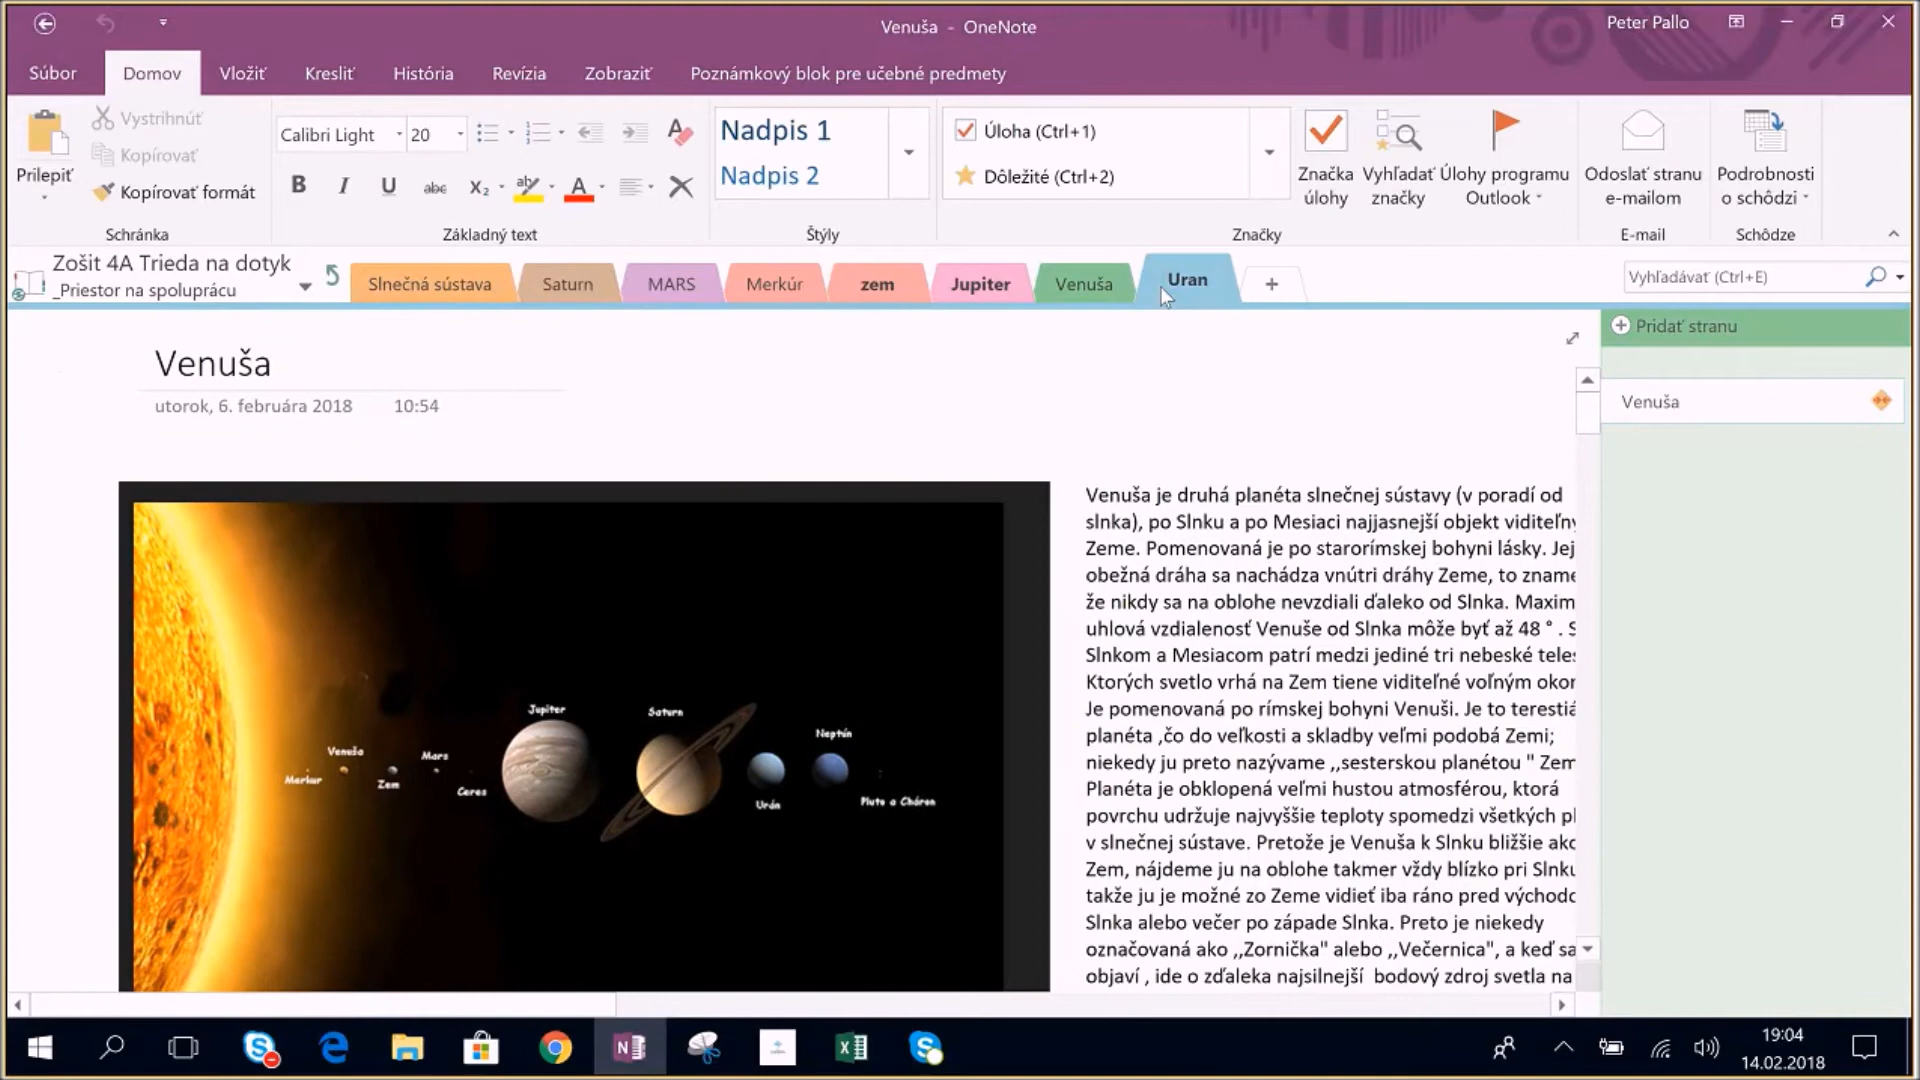 Venuša - OneNote
Peter Pallo
Súbor
Domov
Vložiť
Kresliť
História
Revízia
Zobraziť
Poznámkový blok pre učebné predmety
Prilepiť
Vystrihnúť
Kopírovať
Kopírovať formát
Schránka
Calibri Light
20
B I U abc X₂ A
Základný text
Nadpis 1
Nadpis 2
Štýly
Úloha (Ctrl+1)
Dôležité (Ctrl+2)
Značka
úlohy
Vyhľadať
značky
Úlohy programu
Outlook
Značky
Odoslať stranu
e-mailom
E-mail
Podrobnosti
o schôdzi
Schôdze
Zošit 4A Trieda na dotyk
_Priestor na spoluprácu
Slnečná sústava
Saturn
MARS
Merkúr
zem
Jupiter
Venuša
Uran
+
Vyhľadávať (Ctrl+E)
Pridať stranu
Venuša
Venuša
utorok, 6. februára 2018 10:54
Jupiter
Saturn
Neptún
Venuša
Mars
Merkur
Zem
Ceres
Urán
Pluto a Cháron
Venuša je druhá planéta slnečnej sústavy (v poradí od
slnka), po Slnku a po Mesiaci najjasnejší objekt viditeľný
Zeme. Pomenovaná je po starorímskej bohyni lásky. Jej
obežná dráha sa nachádza vnútri dráhy Zeme, to zname
že nikdy sa na oblohe nevzdiali ďaleko od Slnka. Maxim
uhlová vzdialenosť Venuše od Slnka môže byť až 48 ° . S
Slnkom a Mesiacom patrí medzi jediné tri nebeské teles
Ktorých svetlo vrhá na Zem tiene viditeľné voľným okom
Je pomenovaná po rímskej bohyni Venuši. Je to terestiá
planéta ,čo do veľkosti a skladby veľmi podobá Zemi;
niekedy ju preto nazývame ,,sesterskou planétou " Zem
Planéta je obklopená veľmi hustou atmosférou, ktorá
povrchu udržuje najvyššie teploty spomedzi všetkých pl
v slnečnej sústave. Pretože je Venuša k Slnku bližšie ako
Zem, nájdeme ju na oblohe takmer vždy blízko pri Slnku
takže ju je možné zo Zeme vidieť iba ráno pred východo
Slnka alebo večer po západe Slnka. Preto je niekedy
označovaná ako ,,Zornička" alebo ,,Večernica", a keď sa
objaví , ide o zďaleka najsilnejší bodový zdroj svetla na
19:04
14.02.2018